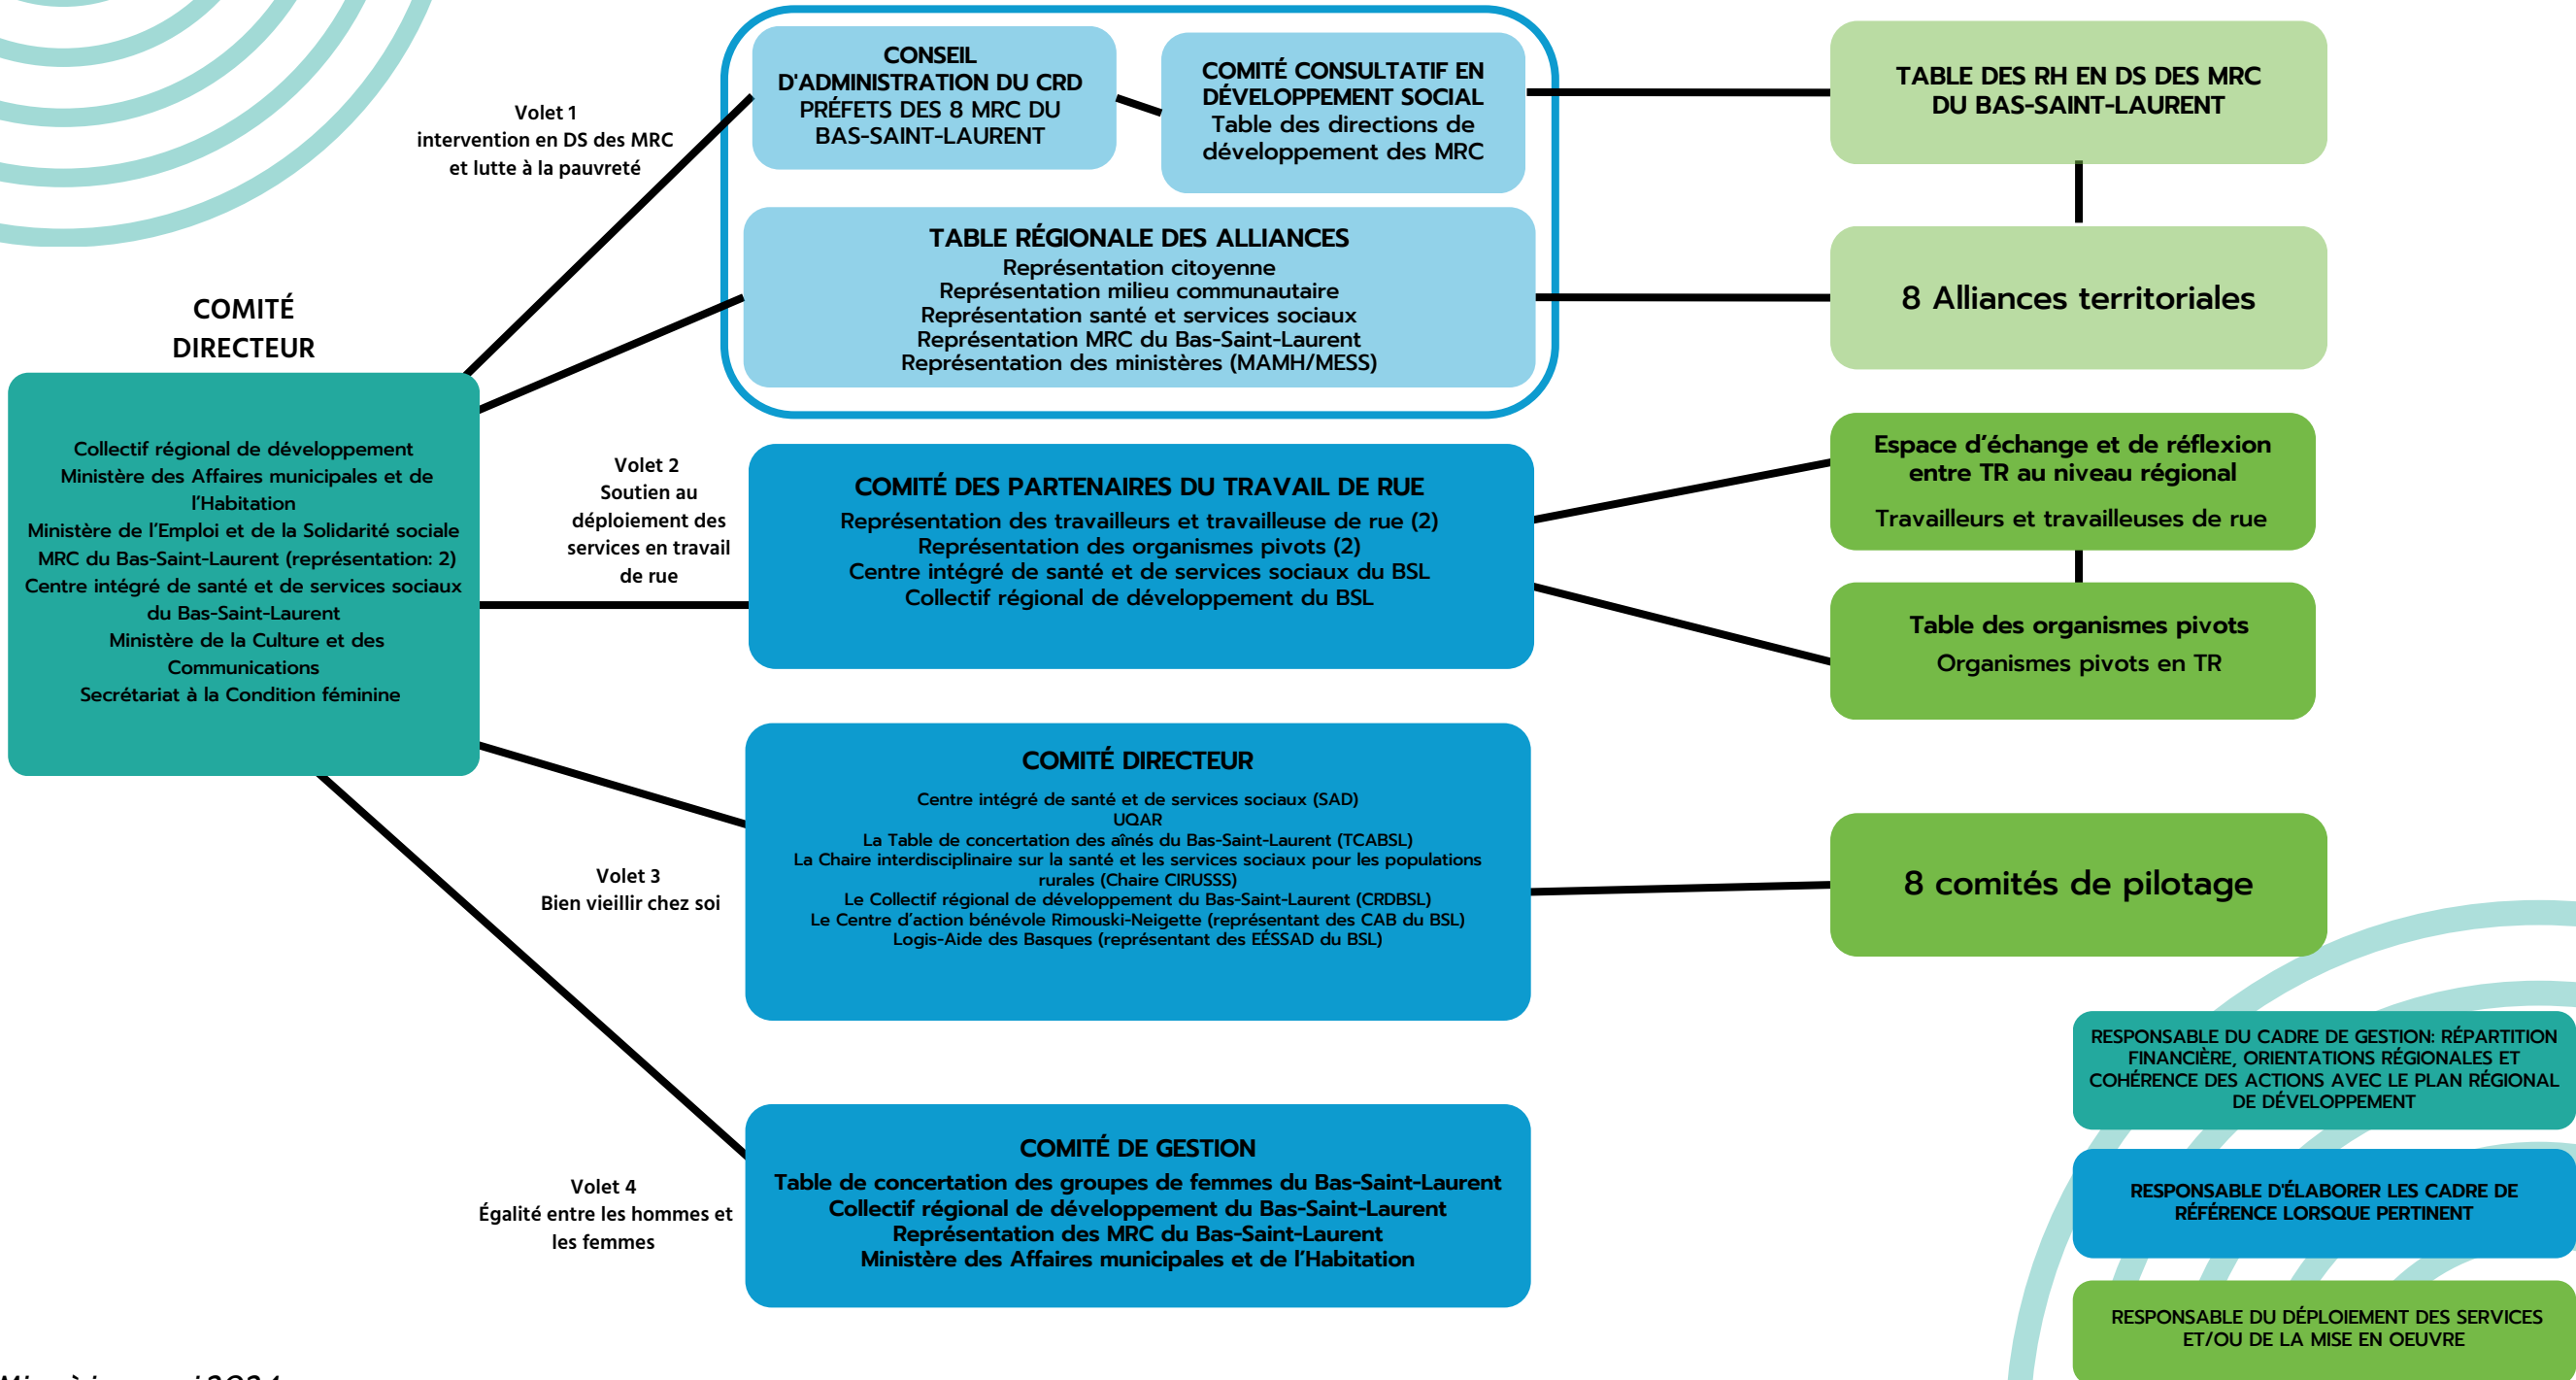 CONSEIL
D'ADMINISTRATION DU CRD
PRÉFETS DES 8 MRC DU
BAS-SAINT-LAURENT
COMITÉ CONSULTATIF EN
DÉVELOPPEMENT SOCIAL
Table des directions de
développement des MRC
TABLE DES RH EN DS DES MRC
DU BAS-SAINT-LAURENT
Volet 1
intervention en DS des MRC
et lutte à la pauvreté
TABLE RÉGIONALE DES ALLIANCES
Représentation citoyenne
Représentation milieu communautaire
Représentation santé et services sociaux
Représentation MRC du Bas-Saint-Laurent
Représentation des ministères (MAMH/MESS)
8 Alliances territoriales
COMITÉ
DIRECTEUR
Collectif régional de développement
Ministère des Affaires municipales et de
l'Habitation
Ministère de l'Emploi et de la Solidarité sociale
MRC du Bas-Saint-Laurent (représentation: 2)
Centre intégré de santé et de services sociaux
du Bas-Saint-Laurent
Ministère de la Culture et des
Communications
Secrétariat à la Condition féminine
Volet 2
Soutien au
déploiement des
services en travail
de rue
COMITÉ DES PARTENAIRES DU TRAVAIL DE RUE
Représentation des travailleurs et travailleuse de rue (2)
Représentation des organismes pivots (2)
Centre intégré de santé et de services sociaux du BSL
Collectif régional de développement du BSL
Espace d'échange et de réflexion
entre TR au niveau régional
Travailleurs et travailleuses de rue
Table des organismes pivots
Organismes pivots en TR
Volet 3
Bien vieillir chez soi
COMITÉ DIRECTEUR
Centre intégré de santé et de services sociaux (SAD)
UQAR
La Table de concertation des aînés du Bas-Saint-Laurent (TCABSL)
La Chaire interdisciplinaire sur la santé et les services sociaux pour les populations
rurales (Chaire CIRUSSS)
Le Collectif régional de développement du Bas-Saint-Laurent (CRDBSL)
Le Centre d'action bénévole Rimouski-Neigette (représentant des CAB du BSL)
Logis-Aide des Basques (représentant des EÉSSAD du BSL)
8 comités de pilotage
Volet 4
Égalité entre les hommes et
les femmes
COMITÉ DE GESTION
Table de concertation des groupes de femmes du Bas-Saint-Laurent
Collectif régional de développement du Bas-Saint-Laurent
Représentation des MRC du Bas-Saint-Laurent
Ministère des Affaires municipales et de l'Habitation
RESPONSABLE DU CADRE DE GESTION: RÉPARTITION
FINANCIÈRE, ORIENTATIONS RÉGIONALES ET
COHÉRENCE DES ACTIONS AVEC LE PLAN RÉGIONAL
DE DÉVELOPPEMENT
RESPONSABLE D'ÉLABORER LES CADRE DE
RÉFÉRENCE LORSQUE PERTINENT
RESPONSABLE DU DÉPLOIEMENT DES SERVICES
ET/OU DE LA MISE EN OEUVRE